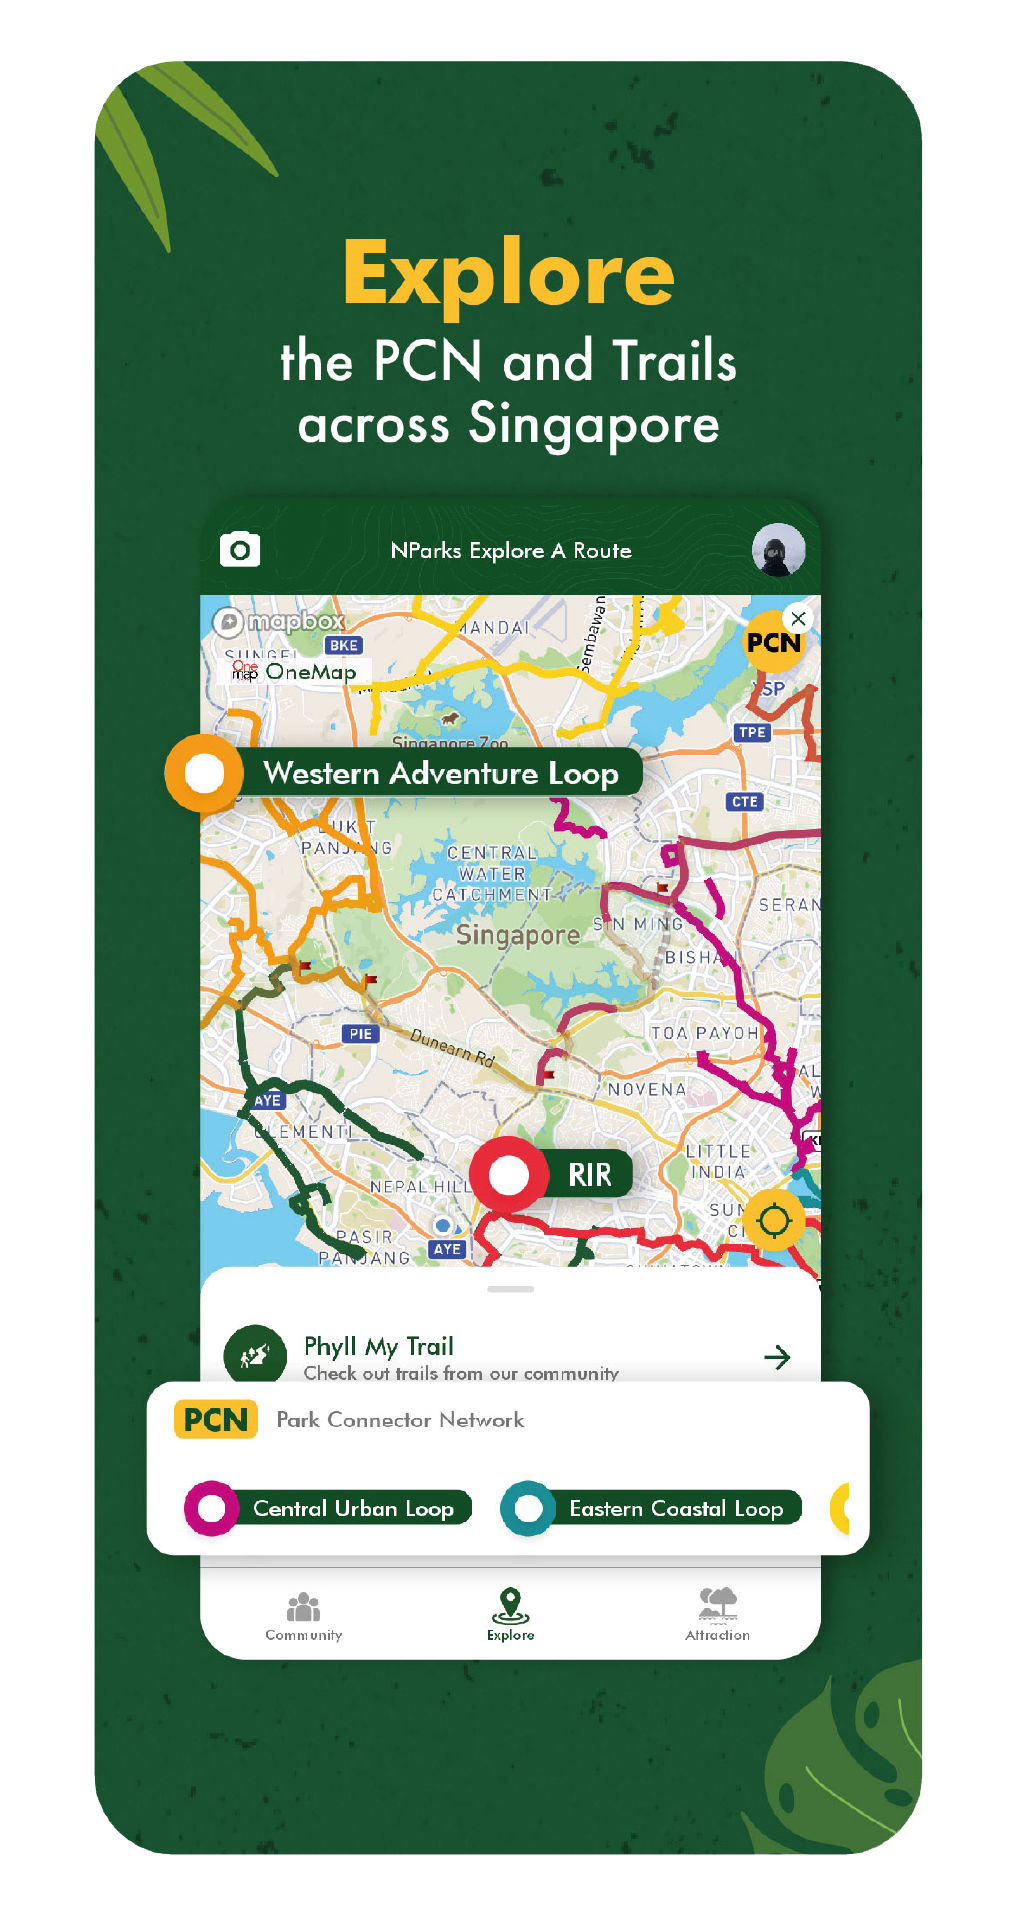 Explore
the PCN and Trails
across Singapore
NParks Explore A Route
mapbox
MANDAI
Sembawan
BKE
PCN
SUNGEI
One
map OneMap
TPE
Singapore Zoo
Western Adventure Loop
CTE
BUKIT
PANJANG
CENTRAL
WATER
CATCHMENT
SERAN
SIN MING
Singapore
BISHA
PIE
Dunearn Rd
TOA PAYOH
NOVENA
AYE
CLEMENTI
LITTLE
INDIA
RIR
NEPAL HILL
PASIR
PANJANG
AYE
Phyll My Trail
Check out trails from our community
PCN Park Connector Network
Central Urban Loop
Eastern Coastal Loop
Community
Explore
Attraction